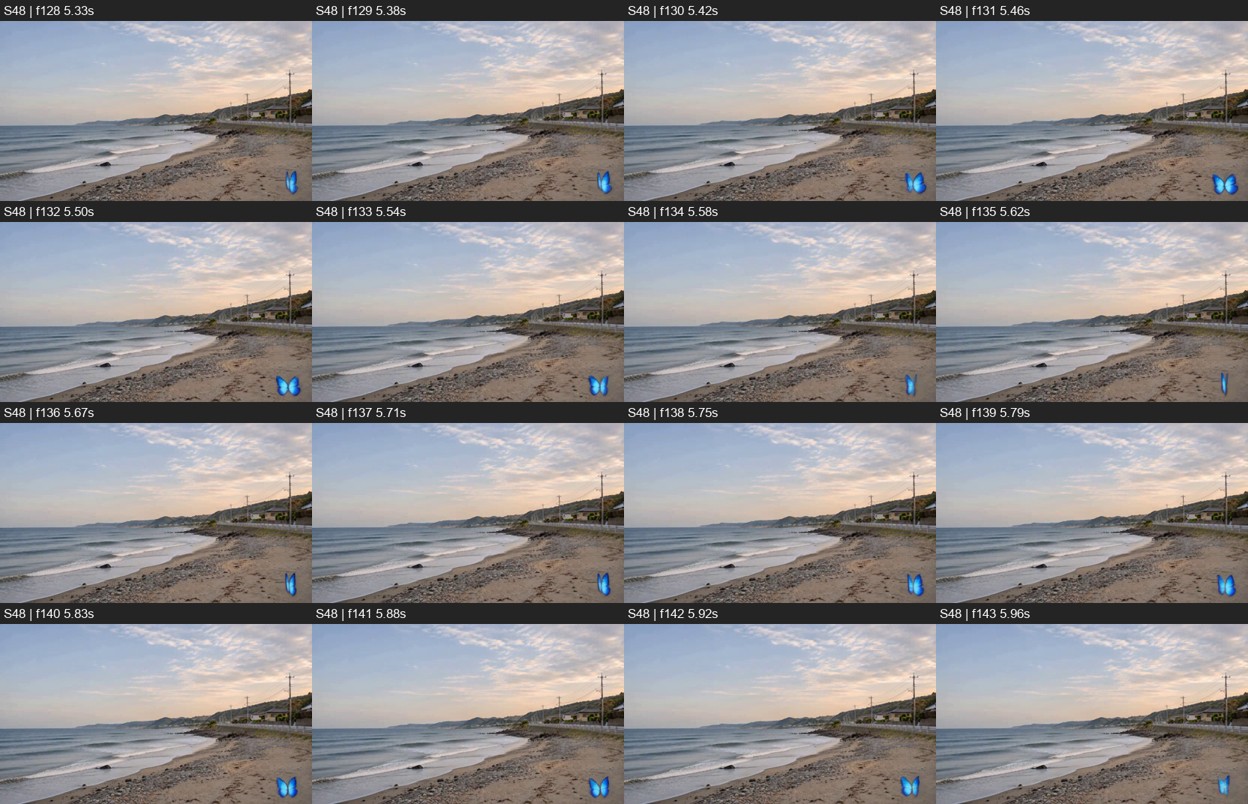 S48 | f128 5.33s
S48 | f129 5.38s
S48 | f130 5.42s
S48 | f131 5.46s
S48 | f132 5.50s
S48 | f133 5.54s
S48 | f134 5.58s
S48 | f135 5.62s
S48 | f136 5.67s
S48 | f137 5.71s
S48 | f138 5.75s
S48 | f139 5.79s
S48 | f140 5.83s
S48 | f141 5.88s
S48 | f142 5.92s
S48 | f143 5.96s